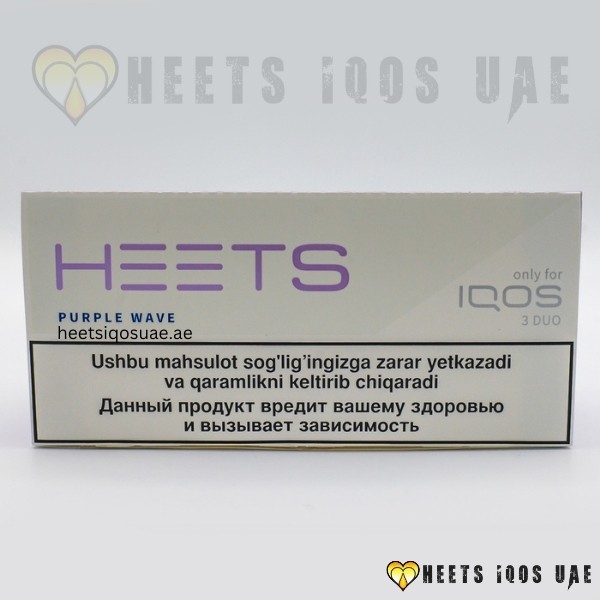 HEETS iQOS UAE
HEETS
only for
IQOS
3 DUO
PURPLE WAVE
heetsiqosuae.ae
Ushbu mahsulot sog'lig'ingizga zarar yetkazadi
va qaramlikni keltirib chiqaradi
Данный продукт вредит вашему здоровью
и вызывает зависимость
HEETS iQOS UAE